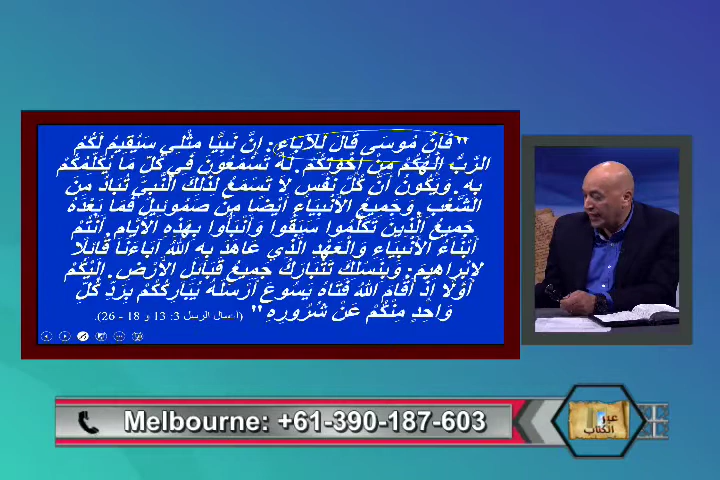 " فَإِنَّ مُوسَى قَالَ لِلآبَاءِ : إِنَّ نَبِيًّا مِثْلِي سَيُقِيمُ لَكُمُ
الرَّبُّ إِلهُكُمْ مِنْ إِخْوَتِكُمْ . لَهُ تَسْمَعُونَ فِي كُلِّ مَا يُكَلِّمُكُمْ
بِهِ . وَيَكُونُ أَنَّ كُلَّ نَفْسٍ لاَ تَسْمَعُ لِذلِكَ النَّبِيِّ تُبَادُ مِنَ
الشَّعْبِ . وَجَمِيعُ الأَنْبِيَاءِ أَيْضًا مِنْ صَمُوئِيلَ فَمَا بَعْدَهُ
جَمِيعُ الَّذِينَ تَكَلَّمُوا سَبَقُوا وَأَنْبَأُوا بِهذِهِ الأَيَّامِ . أَنْتُمْ
أَبْنَاءُ الأَنْبِيَاءِ وَالْعَهْدِ الَّذِي عَاهَدَ بِهِ اللهُ آبَاءَنَا قَائِلاً
لإِبْراهِيمَ : وَبِنَسْلِكَ تَتَبَارَكُ جَمِيعُ قَبَائِلِ الأَرْضِ . إِلَيْكُمْ
أَوَّلاً إِذْ أَقَامَ اللهُ فَتَاهُ يَسُوعَ أَرْسَلَهُ يُبَارِكُكُمْ بِرَدِّ كُلِّ
وَاحِدٍ مِنْكُمْ عَنْ شُرُورِهِ " (أعمال الرسل 3: 13 و 18 - 26).
Melbourne: +61-390-187-603
عبر
الكتاب